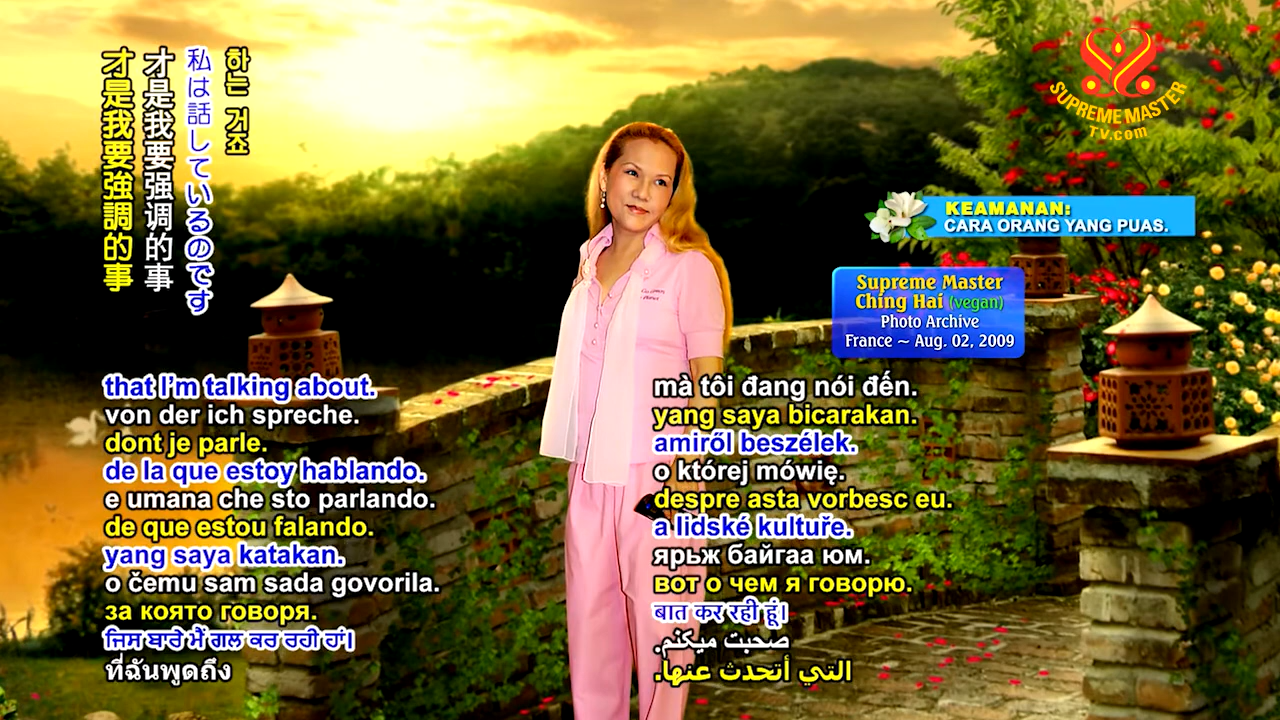 하는 거죠
私は話しているのです
才是我要强调的事
才是我要強調的事
SUPREME MASTER
TV.com
KEAMANAN:
CARA ORANG YANG PUAS.
Supreme Master
Ching Hai (vegan)
Photo Archive
France ~ Aug. 02, 2009
that I'm talking about.
von der ich spreche.
dont je parle.
de la que estoy hablando.
e umana che sto parlando.
de que estou falando.
yang saya katakan.
o čemu sam sada govorila.
за която говоря.
ਜਿਸ ਬਾਰੇ ਮੈਂ ਗਲ ਕਰ ਰਹੀ ਹਾਂ।
ที่ฉันพูดถึง
mà tôi đang nói đến.
yang saya bicarakan.
amiről beszélek.
o której mówię.
despre asta vorbesc eu.
a lidské kultuře.
ярьж байгаа юм.
вот о чем я говорю.
बात कर रही हूं।
صحبت میکنم.
التي أتحدث عنها.